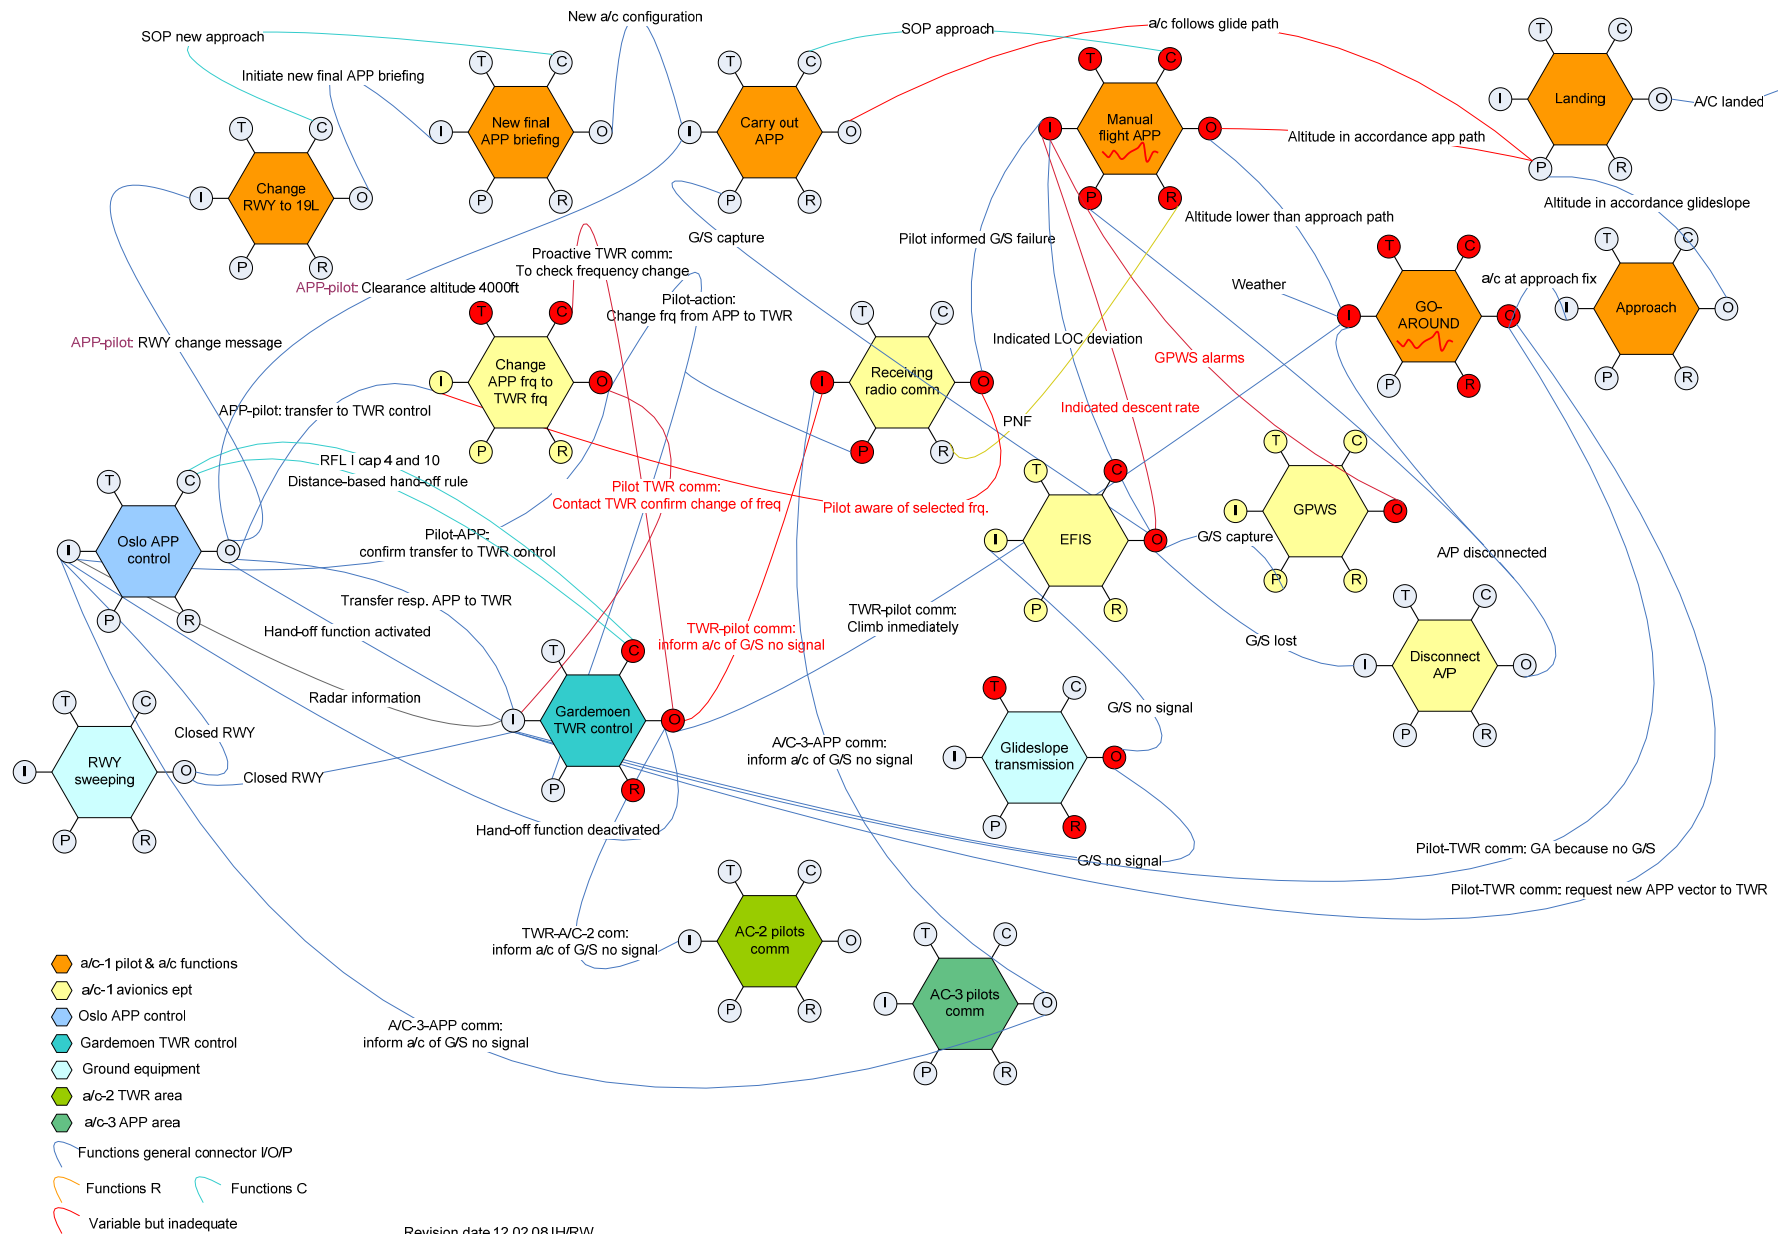 New a/c configuration
SOP new approach
SOP approach
a/c follows glide path
Initiate new final APP briefing
A/C landed
T
C
I
O
P
R
New final
APP briefing
T
C
I
O
P
R
Carry out
APP
T
C
I
O
P
R
Manual
flight APP
T
C
I
O
P
R
Landing
Altitude in accordance app path
T
C
I
O
P
R
Change
RWY to 19L
Altitude in accordance glideslope
Altitude lower than approach path
G/S capture
Pilot informed G/S failure
Proactive TWR comm:
To check frequency change
APP-pilot: Clearance altitude 4000ft
Pilot-action:
Change frq from APP to TWR
Weather
a/c at approach fix
T
C
I
O
P
R
GO-
AROUND
T
C
I
O
P
R
Approach
APP-pilot: RWY change message
T
C
I
O
P
R
Change
APP frq to
TWR frq
T
C
I
O
P
R
Receiving
radio comm
Indicated LOC deviation
GPWS alarms
Indicated descent rate
PNF
APP-pilot: transfer to TWR control
RFL I cap 4 and 10
Distance-based hand-off rule
Pilot TWR comm:
Contact TWR confirm change of freq
Pilot aware of selected frq.
T
C
I
O
P
R
Oslo APP
control
Pilot-APP:
confirm transfer to TWR control
T
C
I
O
P
R
EFIS
G/S capture
T
C
I
O
P
R
GPWS
A/P disconnected
Transfer resp. APP to TWR
Hand-off function activated
TWR-pilot comm:
inform a/c of G/S no signal
TWR-pilot comm:
Climb inmediately
G/S lost
T
C
I
O
P
R
Disconnect
A/P
Radar information
T
C
I
O
P
R
Gardemoen
TWR control
T
C
I
O
P
R
RWY
sweeping
Closed RWY
Closed RWY
A/C-3-APP comm:
inform a/c of G/S no signal
G/S no signal
T
C
I
O
P
R
Glideslope
transmission
Hand-off function deactivated
G/S no signal
Pilot-TWR comm: GA because no G/S
Pilot-TWR comm: request new APP vector to TWR
TWR-A/C-2 com:
inform a/c of G/S no signal
T
C
I
O
P
R
AC-2 pilots
comm
T
C
I
O
P
R
AC-3 pilots
comm
A/C-3-APP comm:
inform a/c of G/S no signal
a/c-1 pilot & a/c functions
a/c-1 avionics ept
Oslo APP control
Gardemoen TWR control
Ground equipment
a/c-2 TWR area
a/c-3 APP area
Functions general connector I/O/P
Functions R
Functions C
Variable but inadequate
Revision date 12.02.08 IH/RW